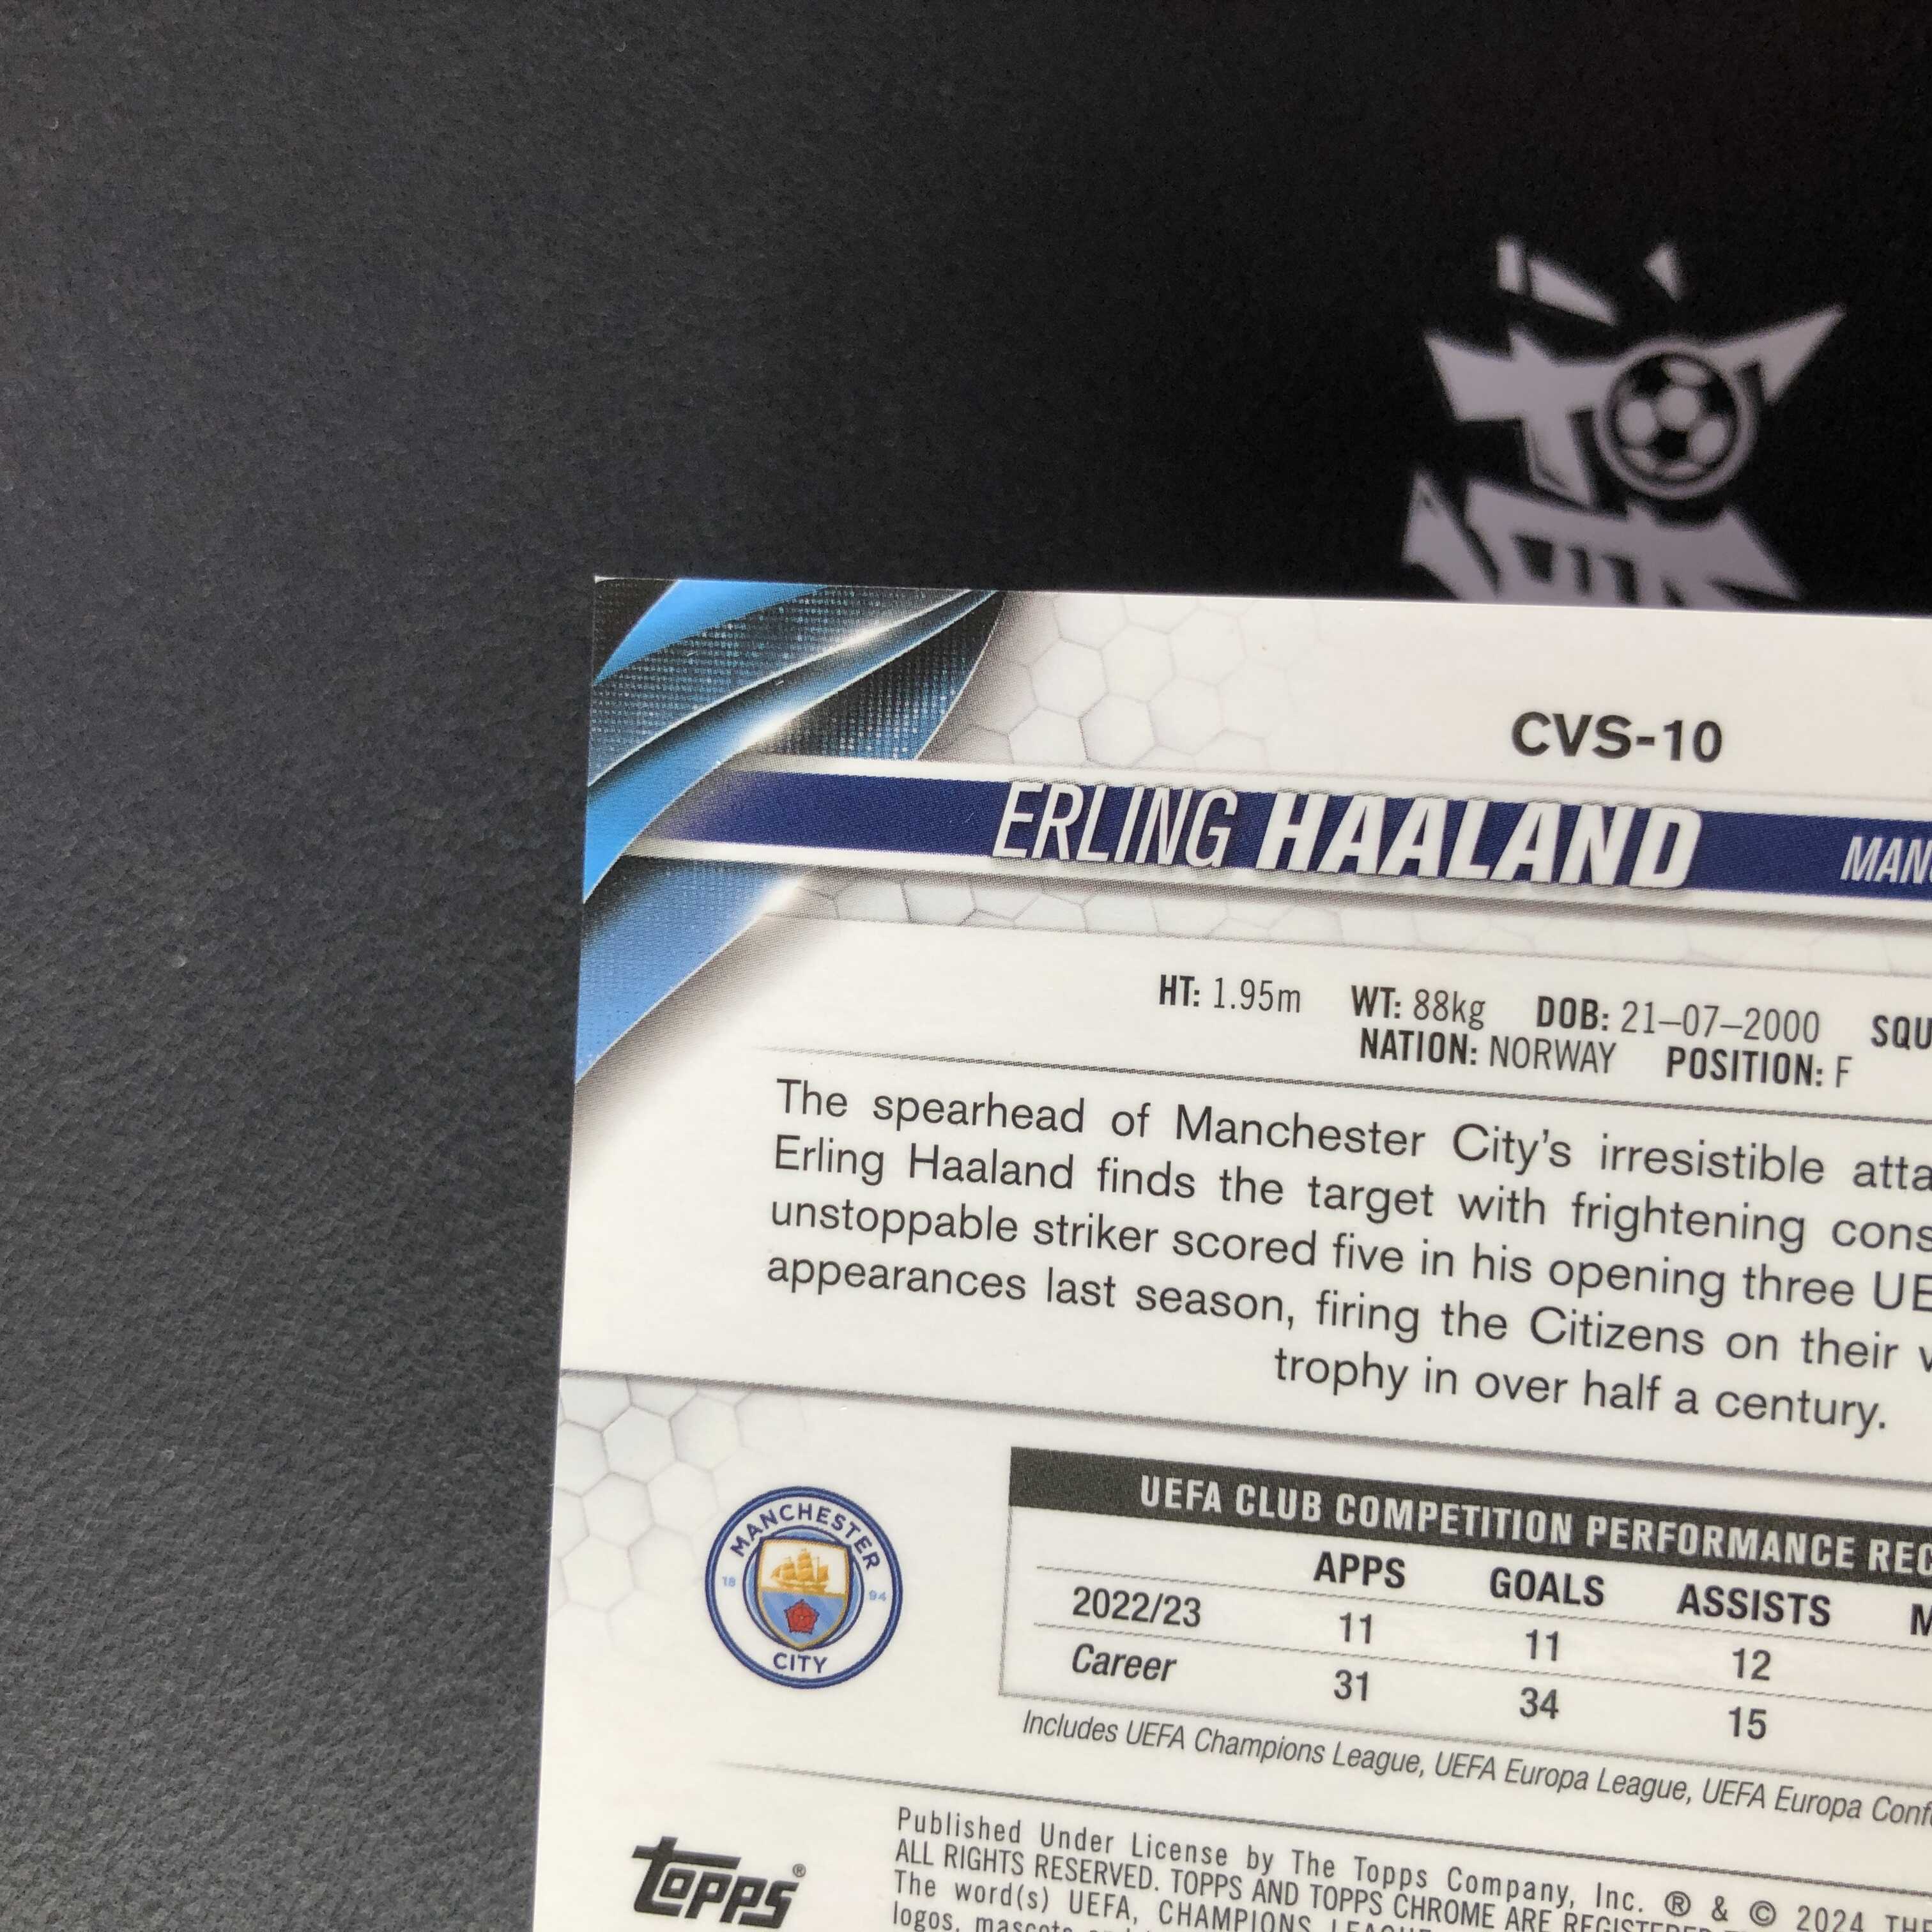 CVS-10
ERLING HAALAND
HT: 1.95m WT: 88kg DOB: 21–07–2000
NATION: NORWAY POSITION: F
The spearhead of Manchester City's irresistible
Erling Haaland finds the target with frightening
unstoppable striker scored five in his opening three
appearances last season, firing the Citizens on their
trophy in over half a century.
MANCHESTER
18 94
CITY
UEFA CLUB COMPETITION PERFORMANCE
APPS GOALS ASSISTS
2022/23 11 11 12
Career 31 34 15
Includes UEFA Champions League, UEFA Europa League, UEFA Europa
topps®
Published Under License by The Topps Company, Inc. ® & © 2024
ALL RIGHTS RESERVED. TOPPS AND TOPPS CHROME ARE REGISTERED
The word(s) UEFA, CHAMPIONS
logos,